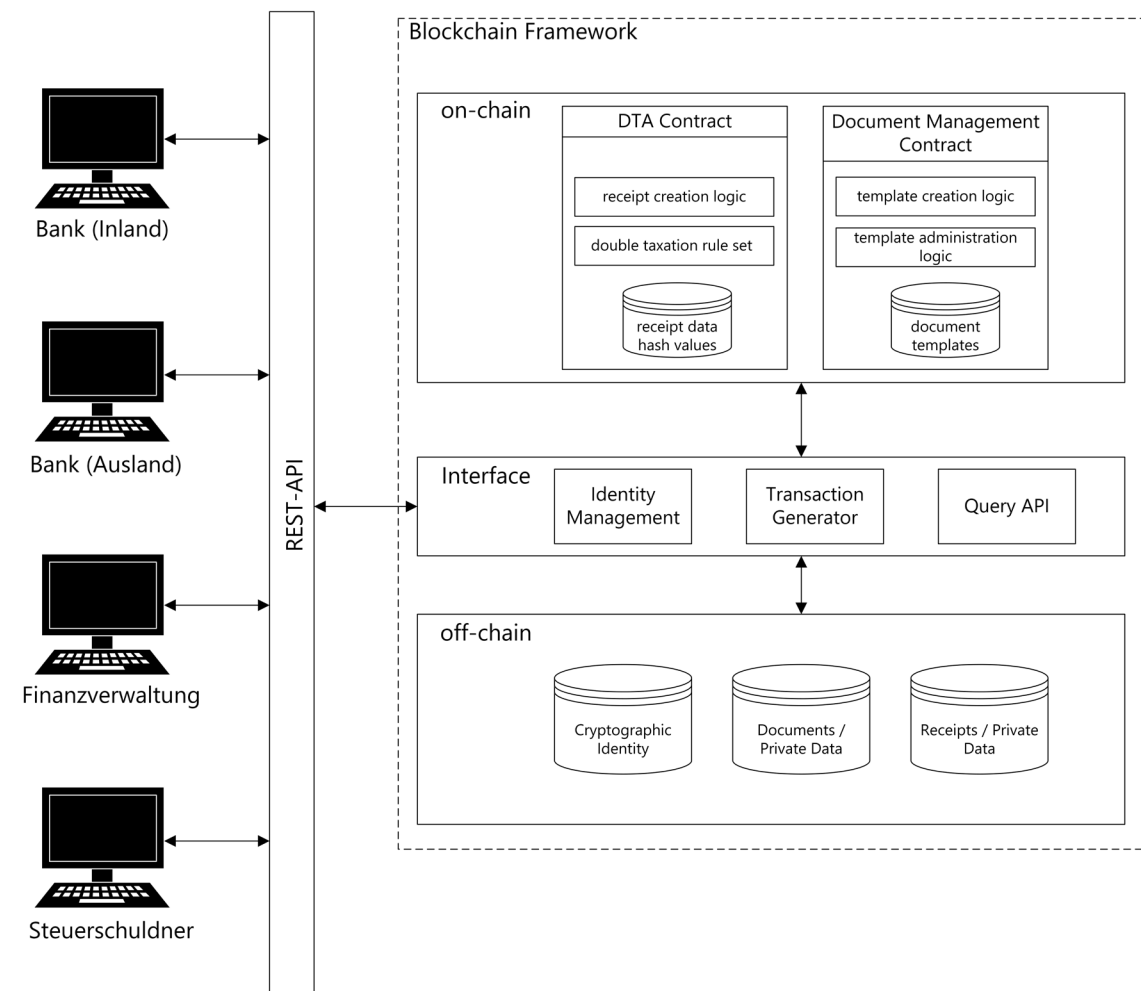 Bank (Inland)
Bank (Ausland)
Finanzverwaltung
Steuerschuldner
REST-API
Blockchain Framework
on-chain
DTA Contract
receipt creation logic
double taxation rule set
receipt data
hash values
Document Management
Contract
template creation logic
template administration
logic
document
templates
Interface
Identity
Management
Transaction
Generator
Query API
off-chain
Cryptographic
Identity
Documents /
Private Data
Receipts / Private
Data